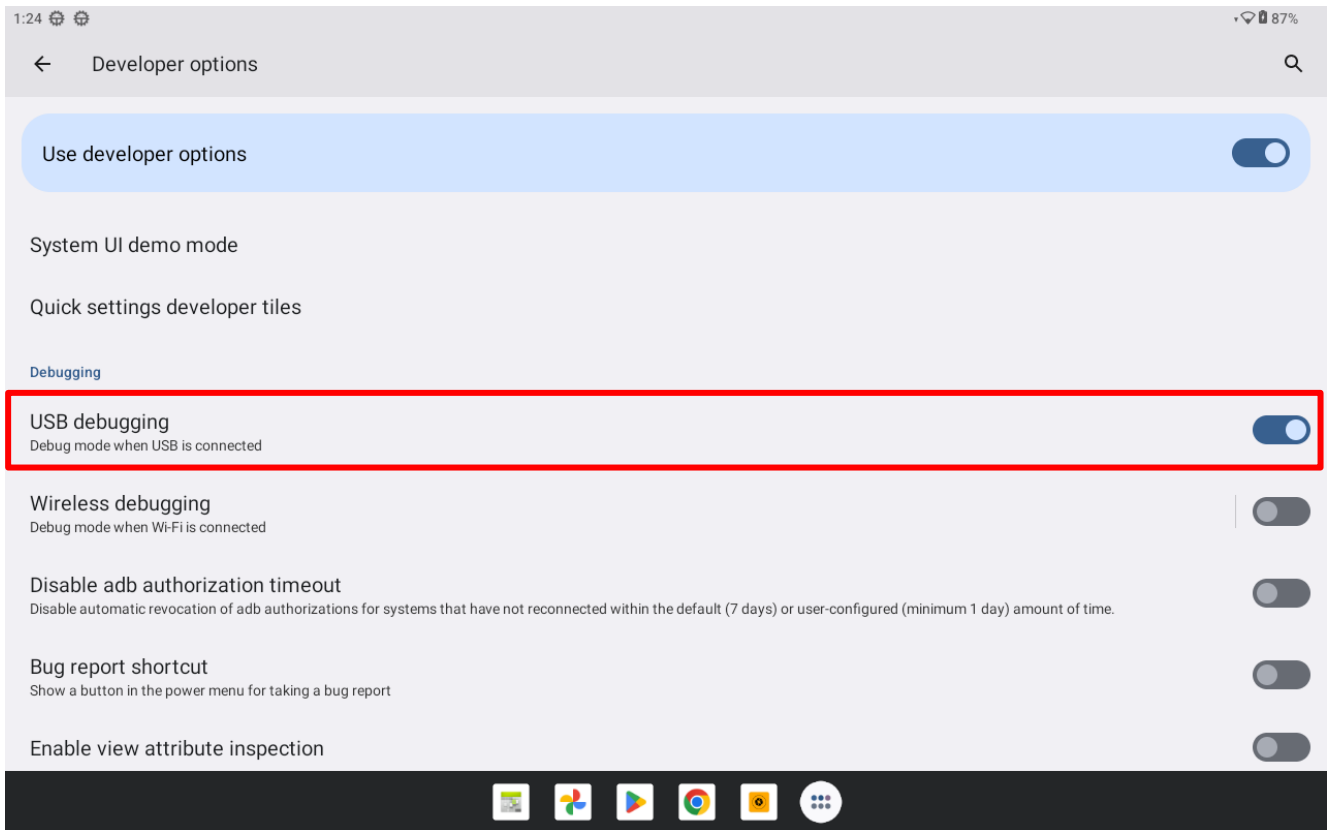 1:24 87%
Developer options
Use developer options
System UI demo mode
Quick settings developer tiles
Debugging
USB debugging
Debug mode when USB is connected
Wireless debugging
Debug mode when Wi-Fi is connected
Disable adb authorization timeout
Disable automatic revocation of adb authorizations for systems that have not reconnected within the default (7 days) or user-configured (minimum 1 day) amount of time.
Bug report shortcut
Show a button in the power menu for taking a bug report
Enable view attribute inspection